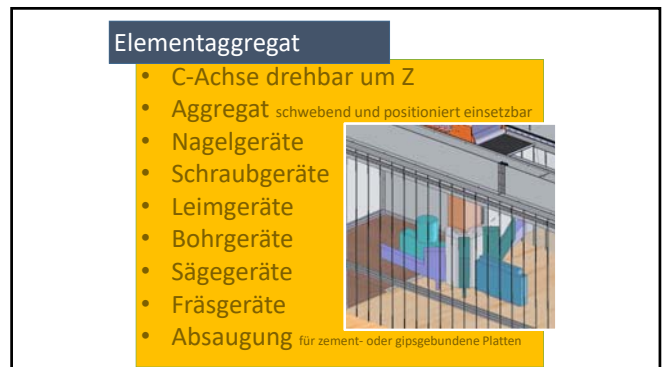 Elementaggregat
• C-Achse drehbar um Z
• Aggregat schwebend und positioniert einsetzbar
• Nagelgeräte
• Schraubgeräte
• Leimgeräte
• Bohrgeräte
• Sägegeräte
• Fräsgeräte
• Absaugung für zement- oder gipsgebundene Platten